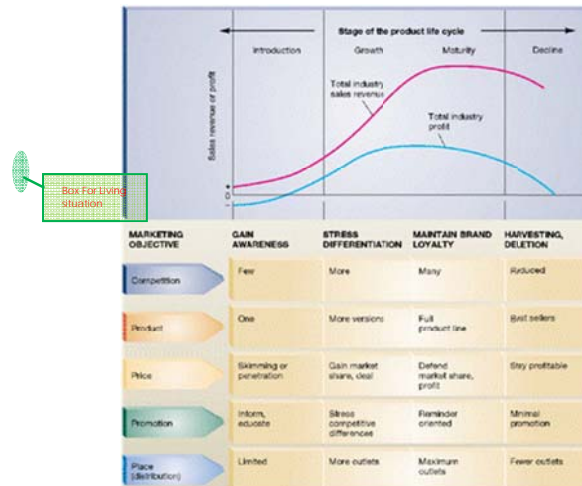 Stage of the product life cycle
Introduction Growth Maturity Decline
Sales revenue or profit
Total industry
sales revenue
Total industry
profit
+
0
−
Box For Living
situation
MARKETING
OBJECTIVE
GAIN
AWARENESS
STRESS
DIFFERENTIATION
MAINTAIN BRAND
LOYALTY
HARVESTING,
DELETION
Competition
Few
More
Many
Reduced
Product
One
More versions
Full
product line
Best sellers
Price
Skimming or
penetration
Gain market
share, deal
Defend
market share,
profit
Stay profitable
Promotion
Inform,
educate
Stress
competitive
differences
Reminder
oriented
Minimal
promotion
Place
(distribution)
Limited
More outlets
Maximum
outlets
Fewer outlets